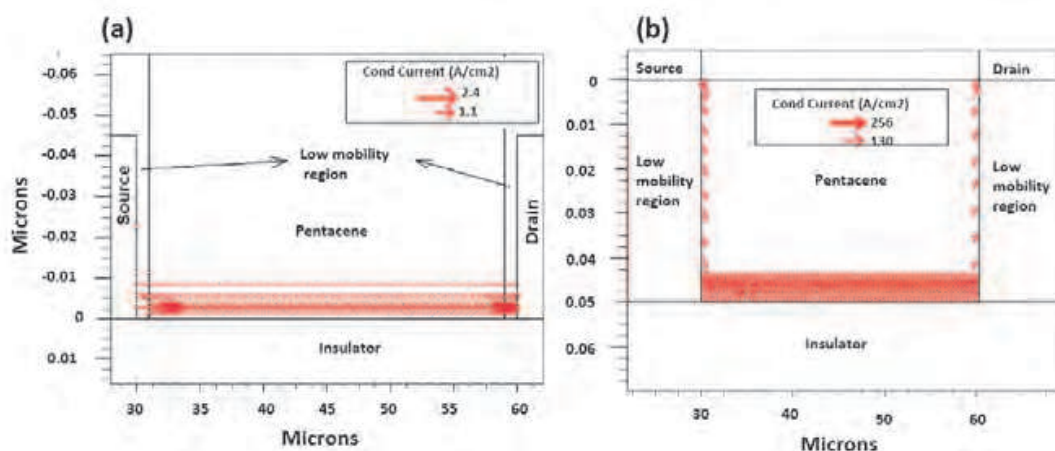 (a)
-0.06
-0.05
-0.04
-0.03
-0.02
-0.01
0
0.01
Microns
Cond Current (A/cm2)
2.4
1.1
Low mobility
region
Source
Drain
Pentacene
Insulator
30
35
40
45
50
55
60
Microns
(b)
Source
Drain
0
0.01
0.02
0.03
0.04
0.05
0.06
Cond Current (A/cm2)
256
130
Low
mobility
region
Pentacene
Low
mobility
region
Insulator
30
40
50
60
Microns